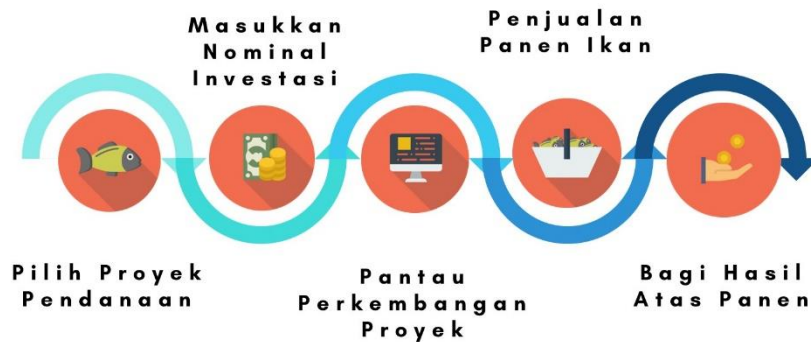 Pilih Proyek
Pendanaan
Masukkan
Nominal
Investasi
Pantau
Perkembangan
Proyek
Penjualan
Panen Ikan
Bagi Hasil
Atas Panen